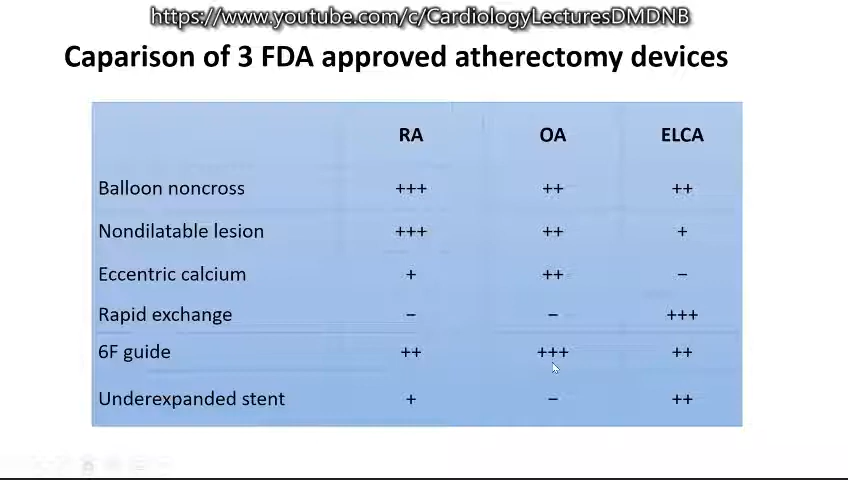 https://www.youtube.com/c/CardiologyLecturesDMDNB
Caparison of 3 FDA approved atherectomy devices
RA OA ELCA
Balloon noncross +++ ++ ++
Nondilatable lesion +++ ++ +
Eccentric calcium + ++ –
Rapid exchange – – +++
6F guide ++ +++ ++
Underexpanded stent + – ++